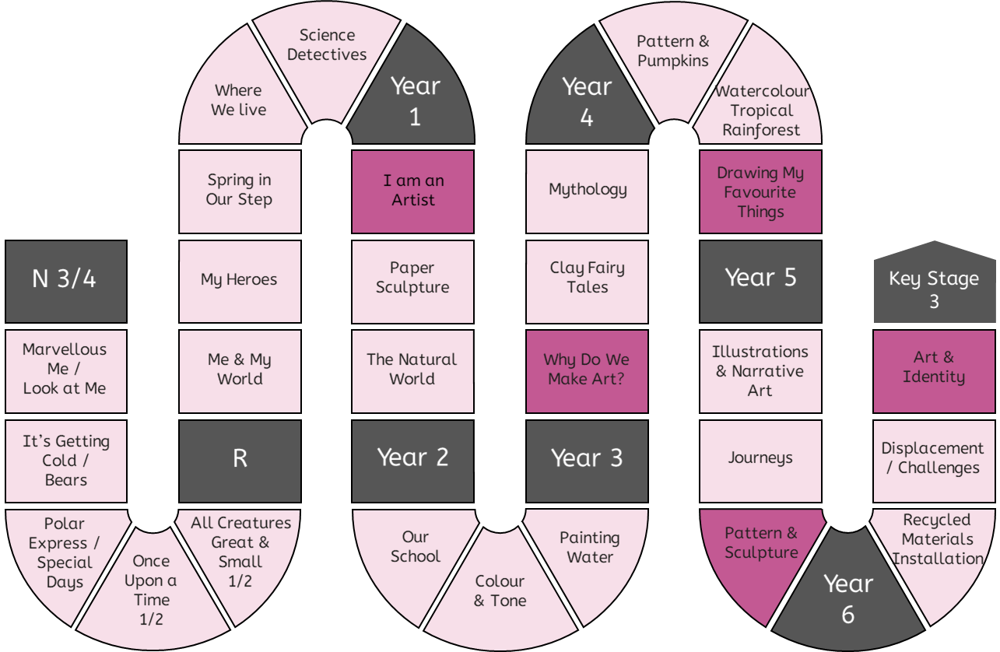 N 3/4
Marvellous
Me /
Look at Me
It's Getting
Cold /
Bears
Polar
Express /
Special
Days
Once
Upon a
Time
1/2
All Creatures
Great &
Small
1/2
R
Me & My
World
My Heroes
Spring in
Our Step
Where
We live
Science
Detectives
Year
1
I am an
Artist
Paper
Sculpture
The Natural
World
Year 2
Our
School
Colour
& Tone
Painting
Water
Year 3
Why Do We
Make Art?
Clay Fairy
Tales
Mythology
Year
4
Pattern &
Pumpkins
Watercolour
Tropical
Rainforest
Drawing My
Favourite
Things
Year 5
Illustrations
& Narrative
Art
Journeys
Pattern &
Sculpture
Year
6
Recycled
Materials
Installation
Displacement
/ Challenges
Art &
Identity
Key Stage
3